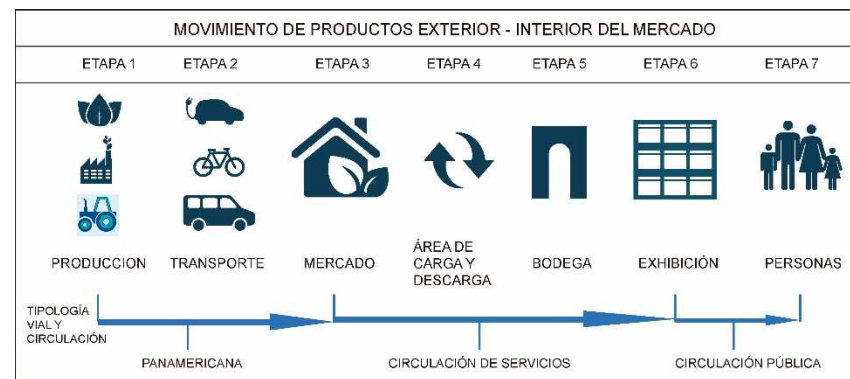 MOVIMIENTO DE PRODUCTOS EXTERIOR - INTERIOR DEL MERCADO
ETAPA 1
ETAPA 2
ETAPA 3
ETAPA 4
ETAPA 5
ETAPA 6
ETAPA 7
PRODUCCION
TRANSPORTE
MERCADO
ÁREA DE
CARGA Y
DESCARGA
BODEGA
EXHIBICIÓN
PERSONAS
TIPOLOGÍA
VIAL Y
CIRCULACIÓN
PANAMERICANA
CIRCULACIÓN DE SERVICIOS
CIRCULACIÓN PÚBLICA